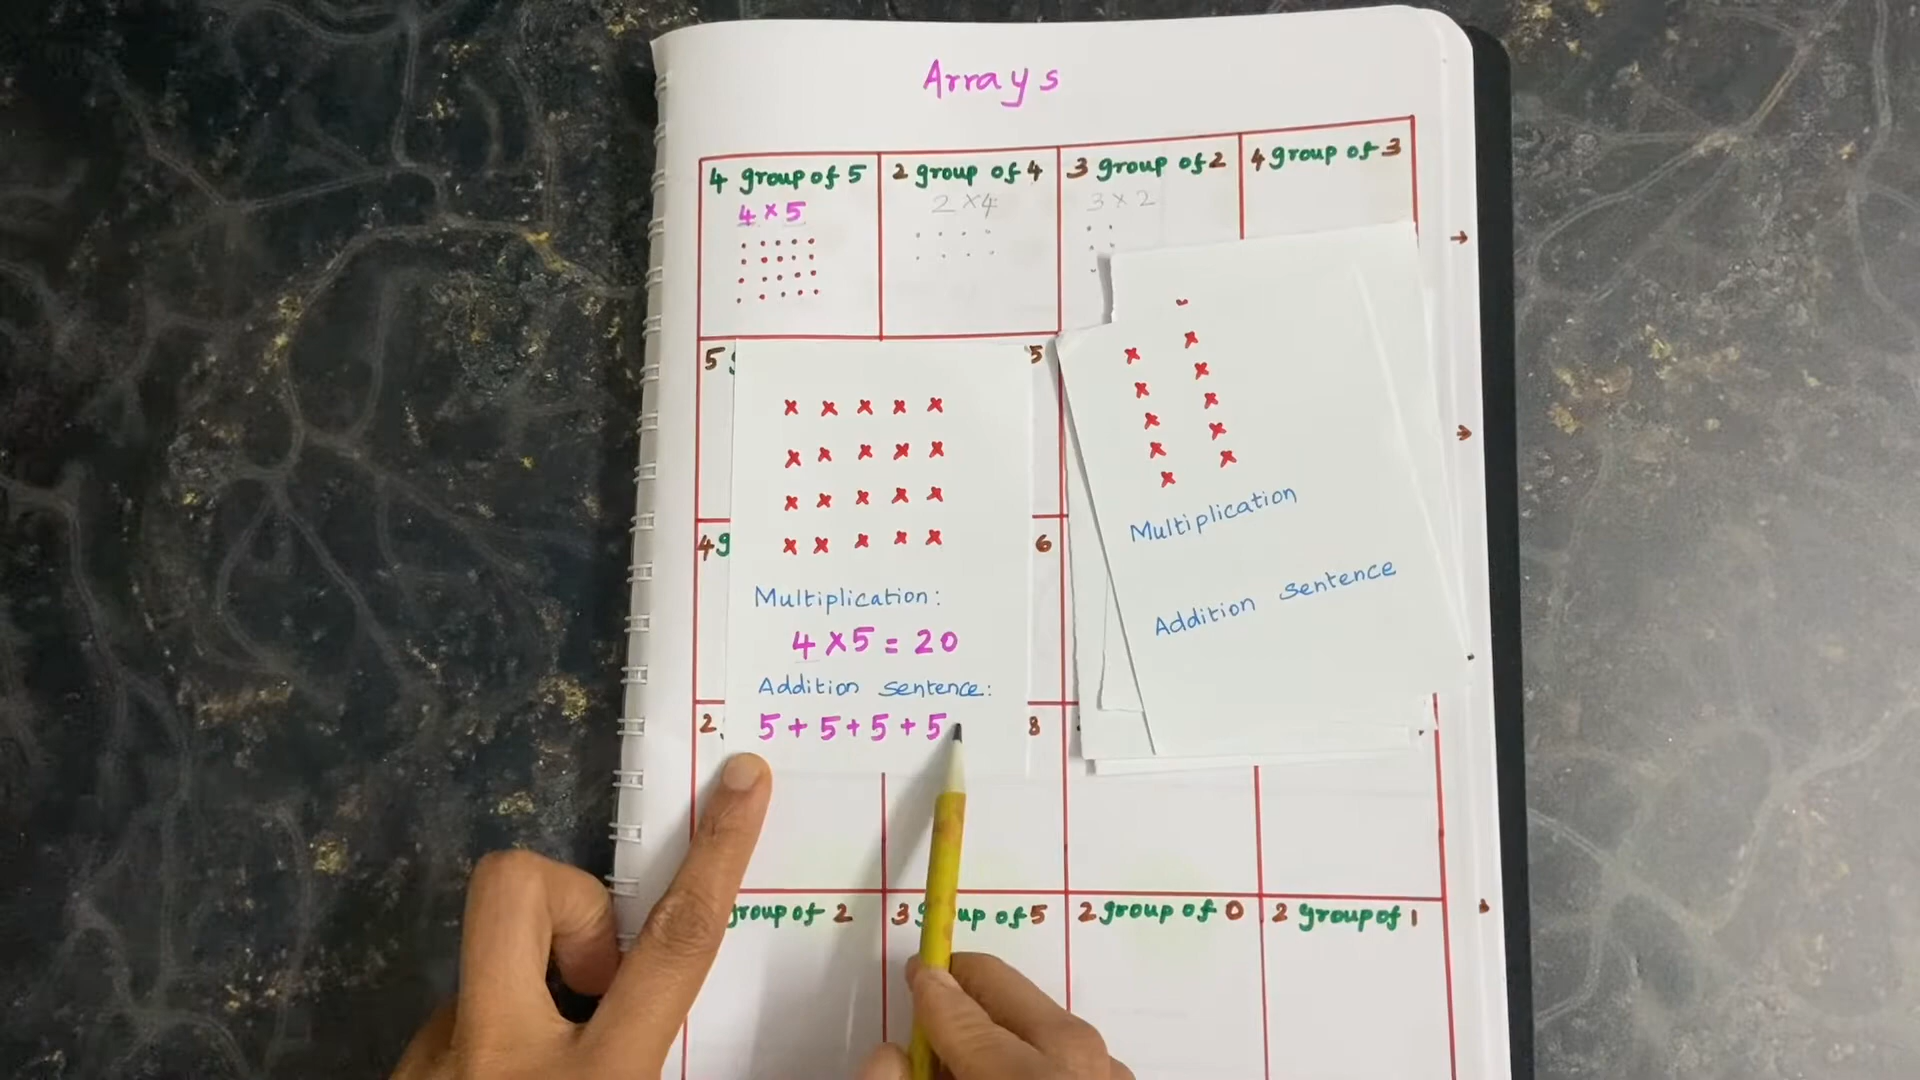 Arrays
4 group of 5
4 × 5
2 group of 4
2 × 4
3 group of 2
3 × 2
4 group of 3
5
5
4 g
6
2
8
× × × × ×
× × × × ×
× × × × ×
× × × × ×
Multiplication:
4 × 5 = 20
Addition sentence:
5 + 5 + 5 + 5
Multiplication
Addition sentence
group of 2
3 group of 5
2 group of 0
2 group of 1